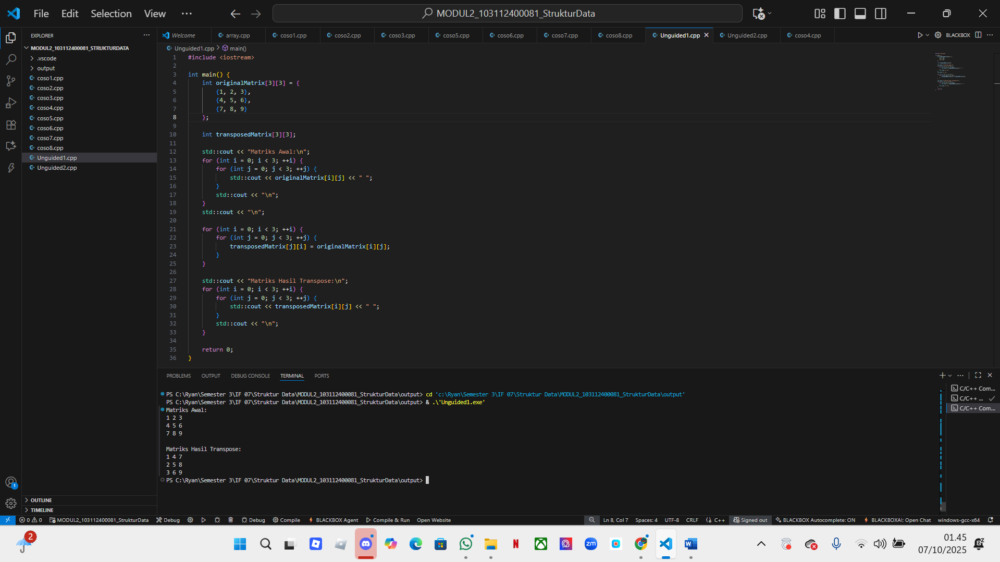 File Edit Selection View ··· MODUL2_103112400081_StrukturData
EXPLORER ···
MODUL2_103112400081_STRUKTURDATA
.vscode
output
coso1.cpp
coso2.cpp
coso3.cpp
coso4.cpp
coso5.cpp
coso6.cpp
coso7.cpp
coso8.cpp
Unguided1.cpp
Unguided2.cpp
OUTLINE
TIMELINE
Welcome array.cpp coso1.cpp coso2.cpp coso3.cpp coso5.cpp coso6.cpp coso7.cpp coso8.cpp Unguided1.cpp Unguided2.cpp coso4.cpp BLACKBOX ···
Unguided1.cpp > main()
1 #include <iostream>
2
3 int main() {
4 int originalMatrix[3][3] = {
5 {1, 2, 3},
6 {4, 5, 6},
7 {7, 8, 9}
8 };
9
10 int transposedMatrix[3][3];
11
12 std::cout << "Matriks Awal:\n";
13 for (int i = 0; i < 3; ++i) {
14 for (int j = 0; j < 3; ++j) {
15 std::cout << originalMatrix[i][j] << " ";
16 }
17 std::cout << "\n";
18 }
19 std::cout << "\n";
20
21 for (int i = 0; i < 3; ++i) {
22 for (int j = 0; j < 3; ++j) {
23 transposedMatrix[j][i] = originalMatrix[i][j];
24 }
25 }
26
27 std::cout << "Matriks Hasil Transpose:\n";
28 for (int i = 0; i < 3; ++i) {
29 for (int j = 0; j < 3; ++j) {
30 std::cout << transposedMatrix[i][j] << " ";
31 }
32 std::cout << "\n";
33 }
34
35 return 0;
36 }
PROBLEMS OUTPUT DEBUG CONSOLE TERMINAL PORTS
PS C:\Ryan\Semester 3\IF 07\Struktur Data\MODUL2_103112400081_StrukturData\output> cd 'c:\Ryan\Semester 3\IF 07\Struktur Data\MODUL2_103112400081_StrukturData\output'
PS C:\Ryan\Semester 3\IF 07\Struktur Data\MODUL2_103112400081_StrukturData\output> & .\'Unguided1.exe'
Matriks Awal:
1 2 3
4 5 6
7 8 9
Matriks Hasil Transpose:
1 4 7
2 5 8
3 6 9
PS C:\Ryan\Semester 3\IF 07\Struktur Data\MODUL2_103112400081_StrukturData\output>
C/C++ Com...
C/C++ ...
C/C++ Com...
1
0 0 MODUL2_103112400081_StrukturData Debug Debug Compile BLACKBOX Agent Compile & Run Open Website Ln 8, Col 7 Spaces: 4 UTF-8 CRLF {} C++ Signed out BLACKBOX Autocomplete: ON BLACKBOXAI: Open Chat windows-gcc-x64
2
N
zm
W
01.45
07/10/2025